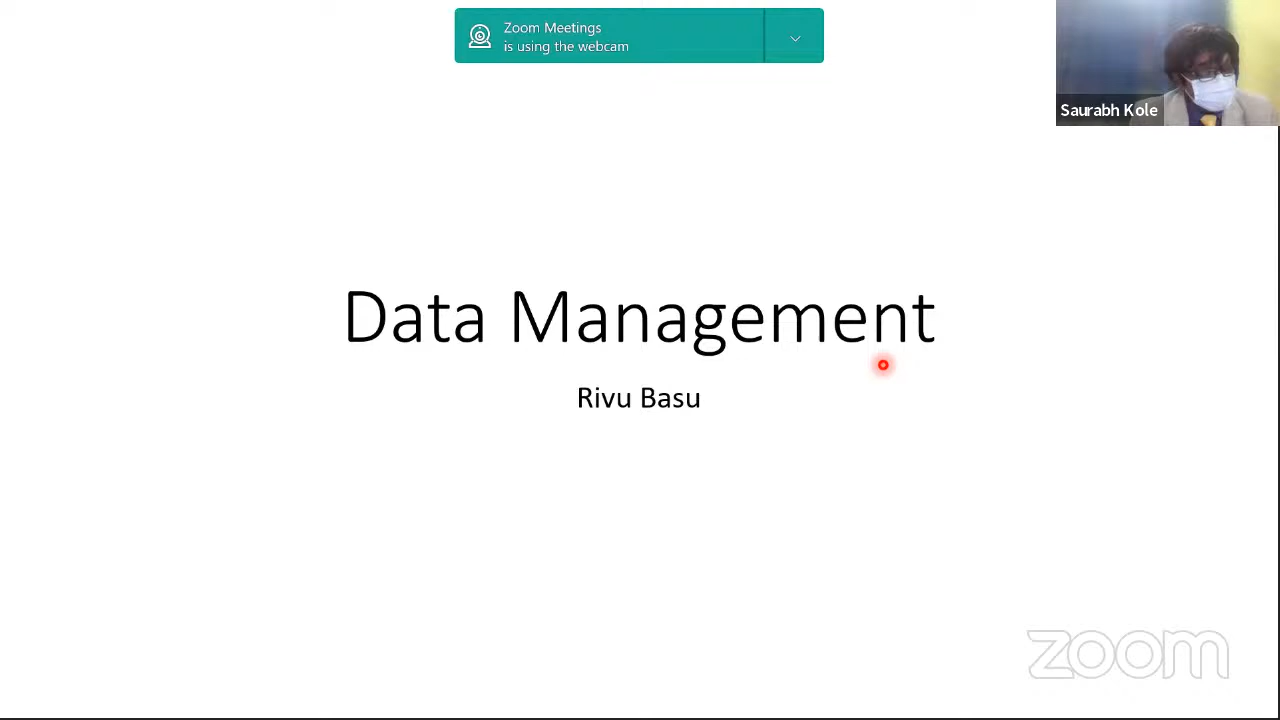 Zoom Meetings
is using the webcam
Saurabh Kole
Data Management
Rivu Basu
zoom